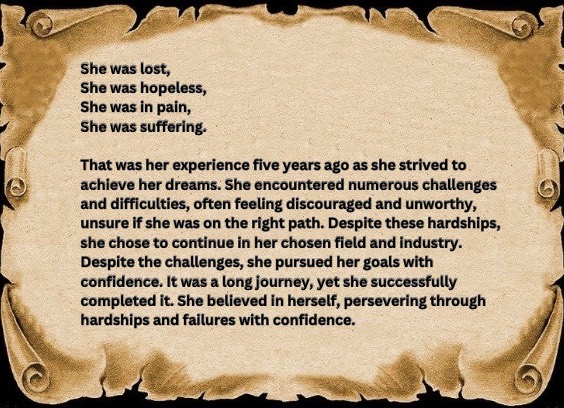 She was lost,
She was hopeless,
She was in pain,
She was suffering.
That was her experience five years ago as she strived to
achieve her dreams. She encountered numerous challenges
and difficulties, often feeling discouraged and unworthy,
unsure if she was on the right path. Despite these hardships,
she chose to continue in her chosen field and industry.
Despite the challenges, she pursued her goals with
confidence. It was a long journey, yet she successfully
completed it. She believed in herself, persevering through
hardships and failures with confidence.